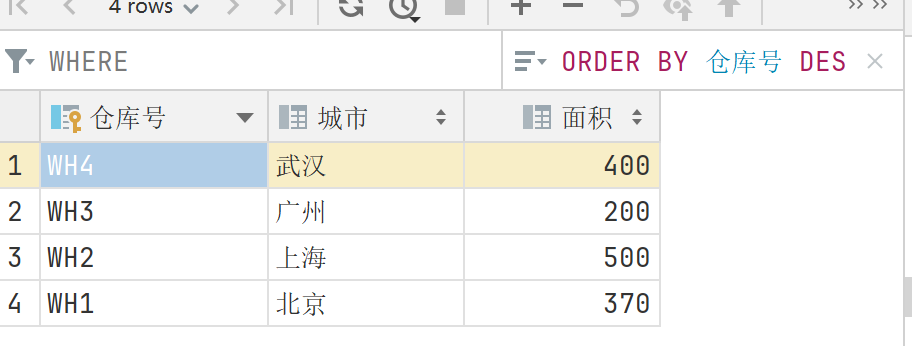 4 rows
WHERE ORDER BY 仓库号 DES
仓库号 城市 面积
1 WH4 武汉 400
2 WH3 广州 200
3 WH2 上海 500
4 WH1 北京 370